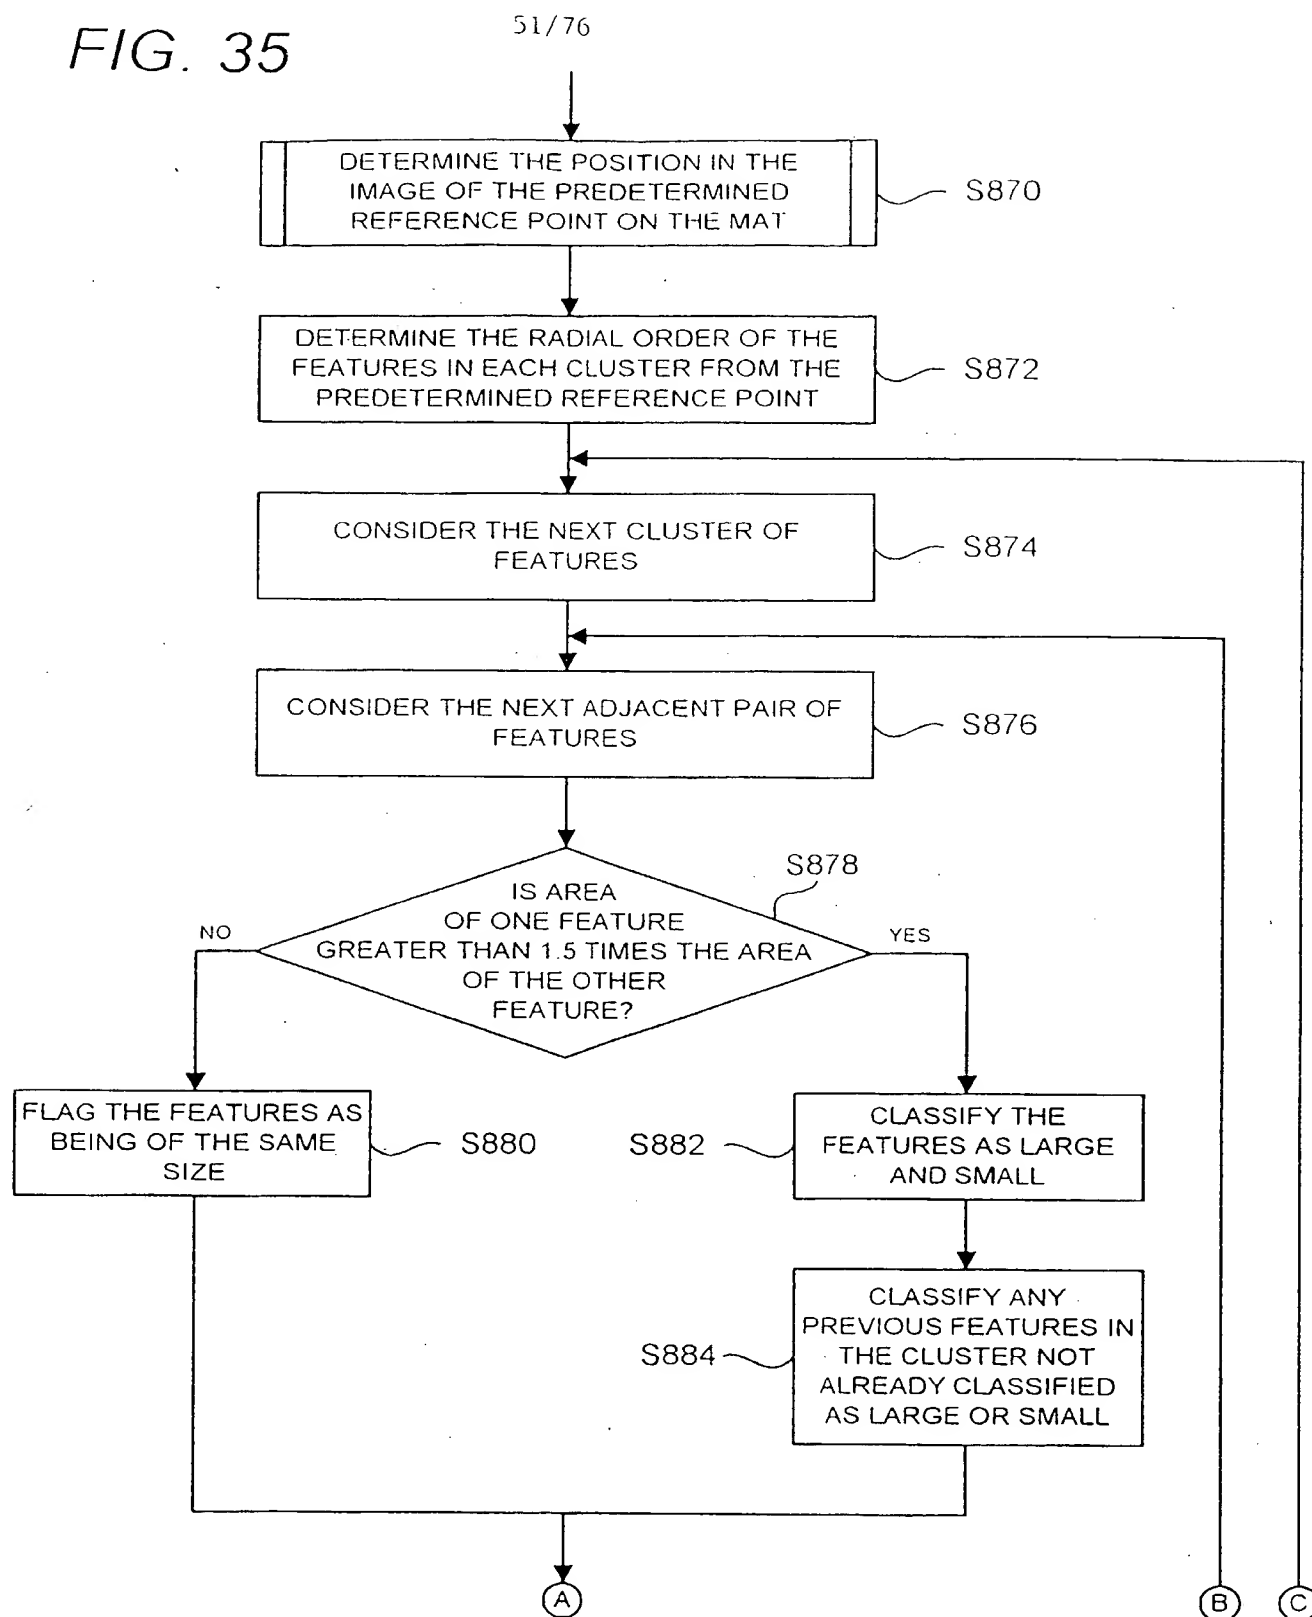 51/76
FIG. 35
DETERMINE THE POSITION IN THE
IMAGE OF THE PREDETERMINED
REFERENCE POINT ON THE MAT
S870
DETERMINE THE RADIAL ORDER OF THE
FEATURES IN EACH CLUSTER FROM THE
PREDETERMINED REFERENCE POINT
S872
CONSIDER THE NEXT CLUSTER OF
FEATURES
S874
CONSIDER THE NEXT ADJACENT PAIR OF
FEATURES
S876
S878
IS AREA
OF ONE FEATURE
GREATER THAN 1.5 TIMES THE AREA
OF THE OTHER
FEATURE?
NO
YES
FLAG THE FEATURES AS
BEING OF THE SAME
SIZE
S880
S882
CLASSIFY THE
FEATURES AS LARGE
AND SMALL
S884
CLASSIFY ANY
PREVIOUS FEATURES IN
THE CLUSTER NOT
ALREADY CLASSIFIED
AS LARGE OR SMALL
A
B
C